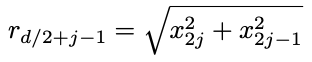 r_{d/2+j−1} = \sqrt{x_{2j}^2 + x_{2j−1}^2}